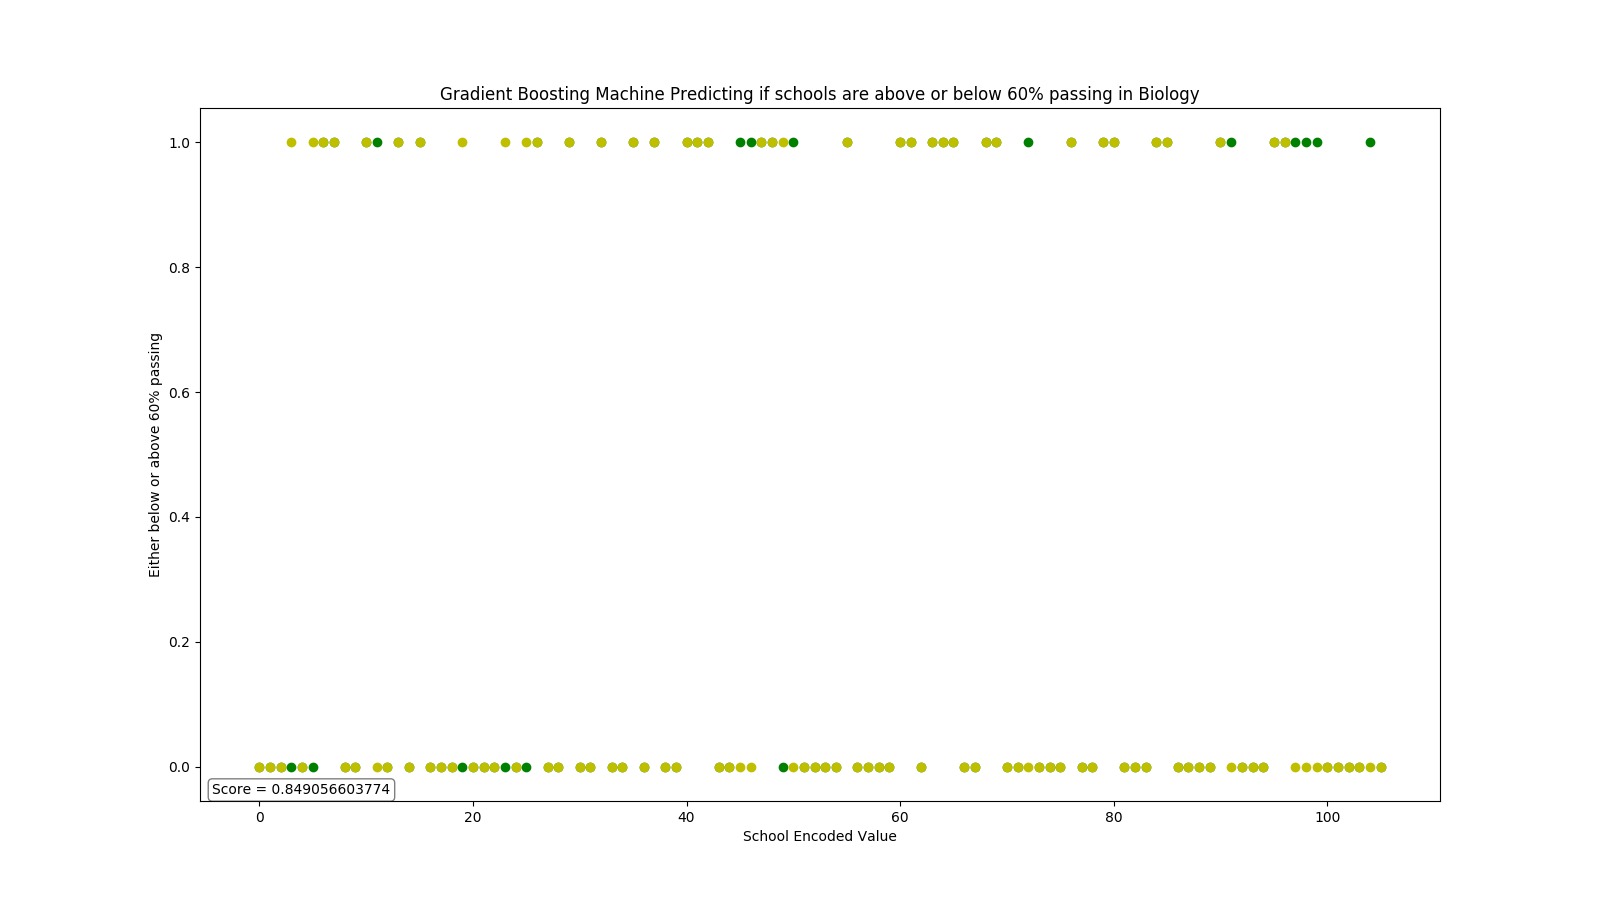 Gradient Boosting Machine Predicting if schools are above or below 60% passing in Biology
1.0
0.8
0.6
0.4
0.2
0.0
Either below or above 60% passing
Score = 0.849056603774
0 20 40 60 80 100
School Encoded Value